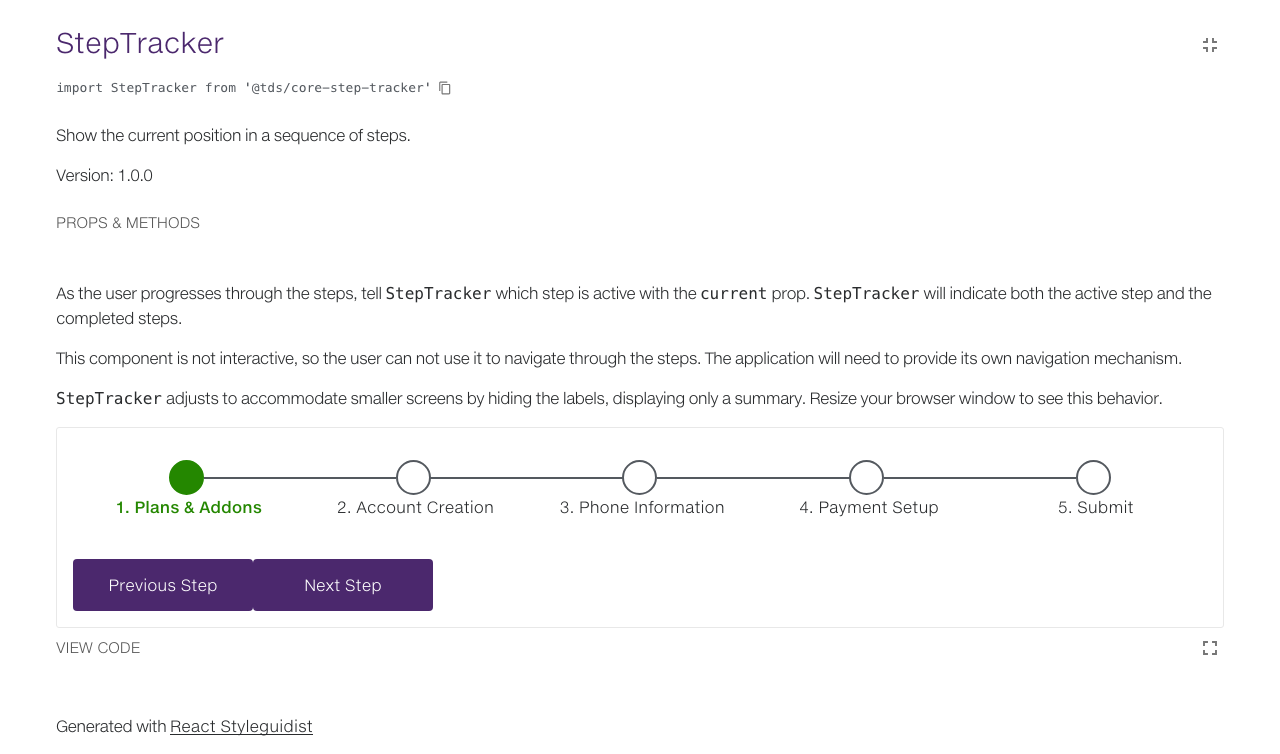 StepTracker
import StepTracker from '@tds/core-step-tracker'
Show the current position in a sequence of steps.
Version: 1.0.0
PROPS & METHODS
As the user progresses through the steps, tell StepTracker which step is active with the current prop. StepTracker will indicate both the active step and the
completed steps.
This component is not interactive, so the user can not use it to navigate through the steps. The application will need to provide its own navigation mechanism.
StepTracker adjusts to accommodate smaller screens by hiding the labels, displaying only a summary. Resize your browser window to see this behavior.
1. Plans & Addons 2. Account Creation 3. Phone Information 4. Payment Setup 5. Submit
Previous Step Next Step
VIEW CODE
Generated with React Styleguidist